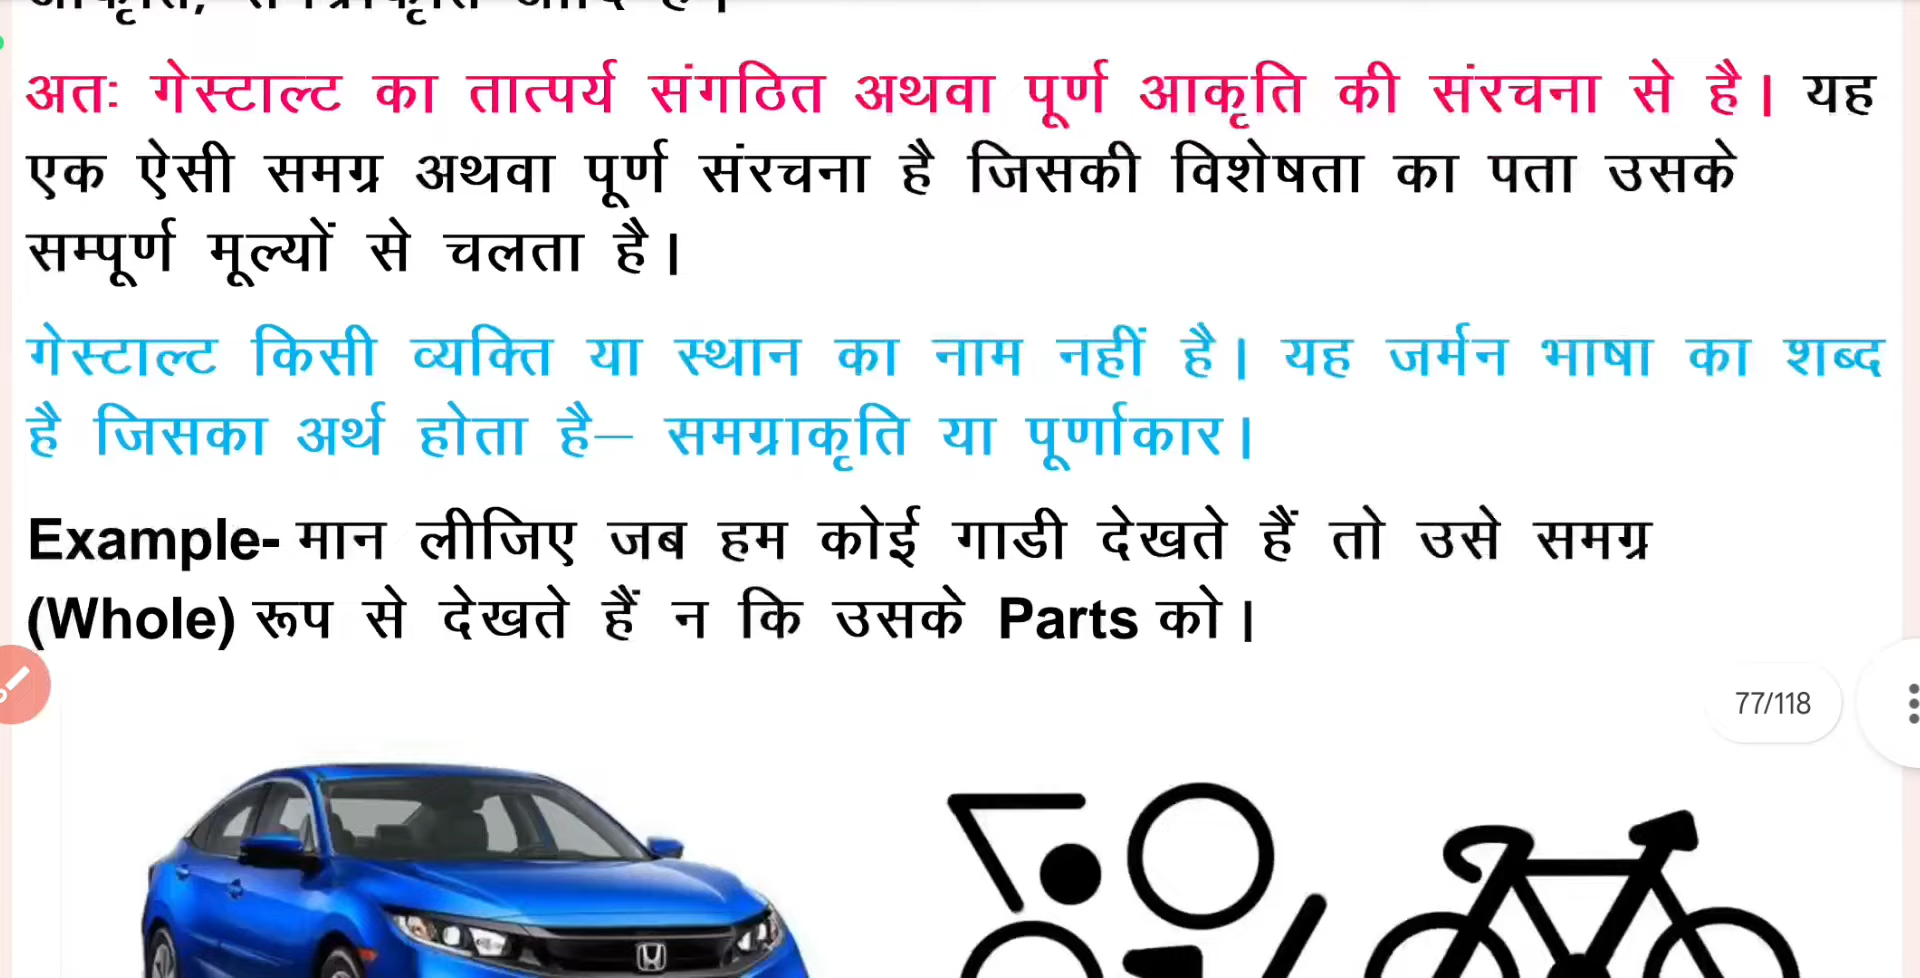 अतः गेस्टाल्ट का तात्पर्य संगठित अथवा पूर्ण आकृति की संरचना से है। यह
एक ऐसी समग्र अथवा पूर्ण संरचना है जिसकी विशेषता का पता उसके
सम्पूर्ण मूल्यों से चलता है।
गेस्टाल्ट किसी व्यक्ति या स्थान का नाम नहीं है। यह जर्मन भाषा का शब्द
है जिसका अर्थ होता है– समग्राकृति या पूर्णाकार।
Example- मान लीजिए जब हम कोई गाडी देखते हैं तो उसे समग्र
(Whole) रूप से देखते हैं न कि उसके Parts को।
77/118